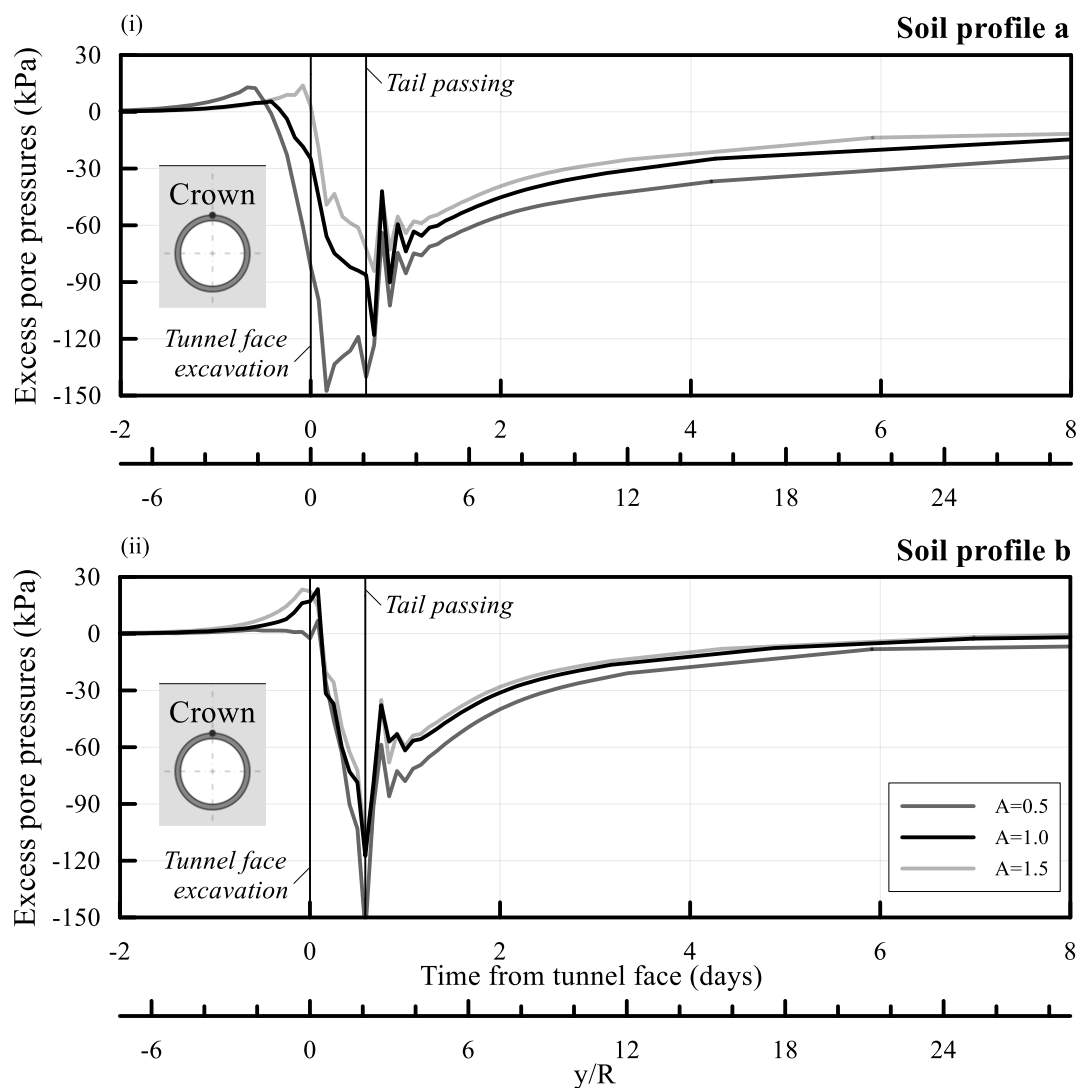 (i)
Soil profile a
Excess pore pressures (kPa)
30
0
-30
-60
-90
-120
-150
Tail passing
Crown
Tunnel face
excavation
-2 0 2 4 6 8
-6 0 6 12 18 24
(ii)
Soil profile b
Excess pore pressures (kPa)
30
0
-30
-60
-90
-120
-150
Tail passing
Crown
Tunnel face
excavation
A=0.5
A=1.0
A=1.5
-2 0 2 4 6 8
Time from tunnel face (days)
-6 0 6 12 18 24
y/R